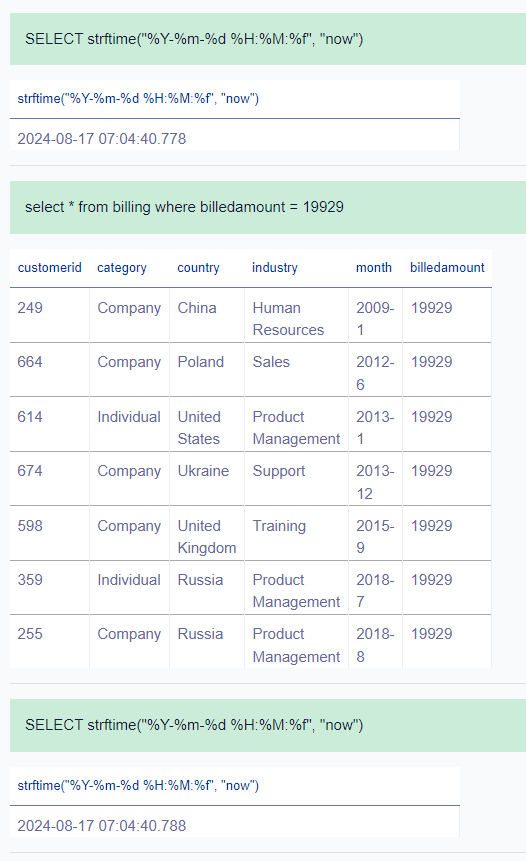 SELECT strftime("%Y-%m-%d %H:%M:%f", "now")
strftime("%Y-%m-%d %H:%M:%f", "now")
2024-08-17 07:04:40.778
select * from billing where billedamount = 19929
customerid category country industry month billedamount
249 Company China Human 2009- 19929
Resources 1
664 Company Poland Sales 2012- 19929
6
614 Individual United Product 2013- 19929
States Management 1
674 Company Ukraine Support 2013- 19929
12
598 Company United Training 2015- 19929
Kingdom 9
359 Individual Russia Product 2018- 19929
Management 7
255 Company Russia Product 2018- 19929
Management 8
SELECT strftime("%Y-%m-%d %H:%M:%f", "now")
strftime("%Y-%m-%d %H:%M:%f", "now")
2024-08-17 07:04:40.788